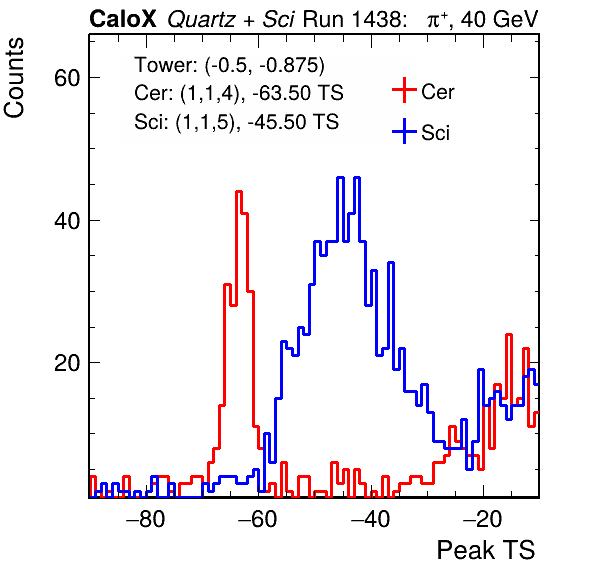 CaloX Quartz + Sci Run 1438: π⁺, 40 GeV
Counts
Tower: (-0.5, -0.875)
Cer: (1,1,4), -63.50 TS
Sci: (1,1,5), -45.50 TS
Cer
Sci
60
40
20
−80 −60 −40 −20
Peak TS